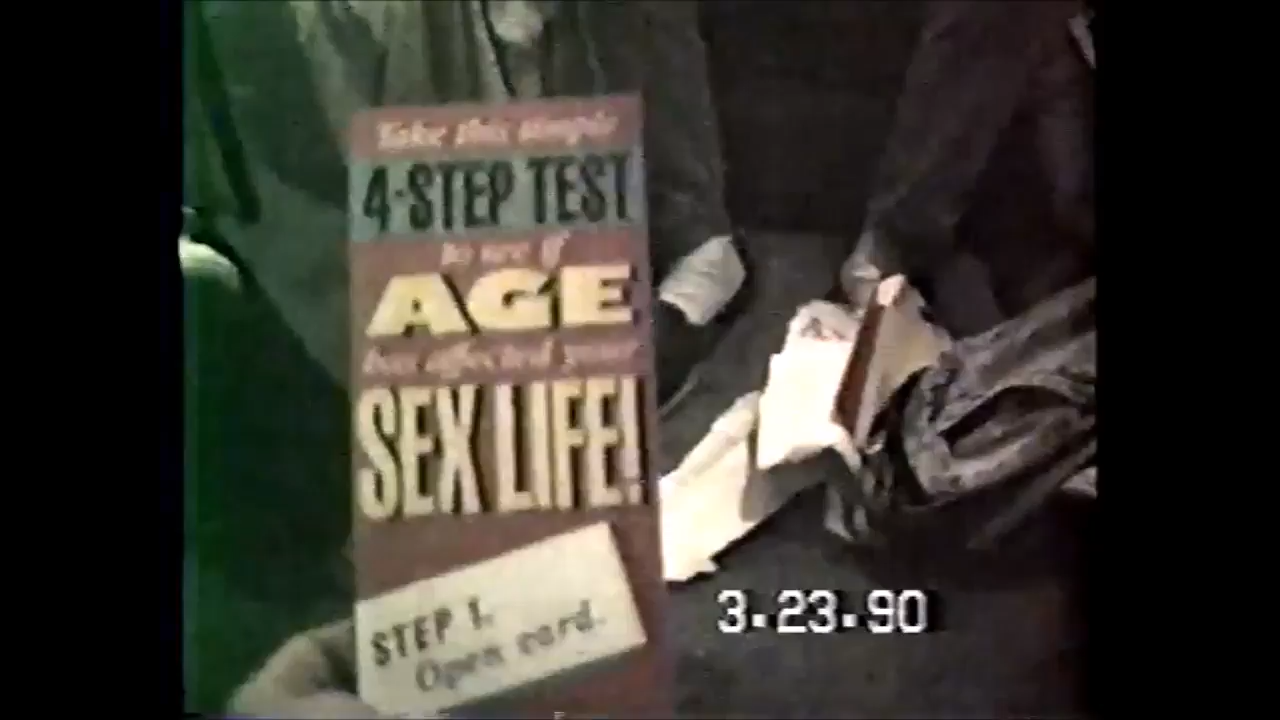 Take this simple
4-STEP TEST
to see if
AGE
has affected your
SEX LIFE!
STEP 1.
Open card.
3.23.90